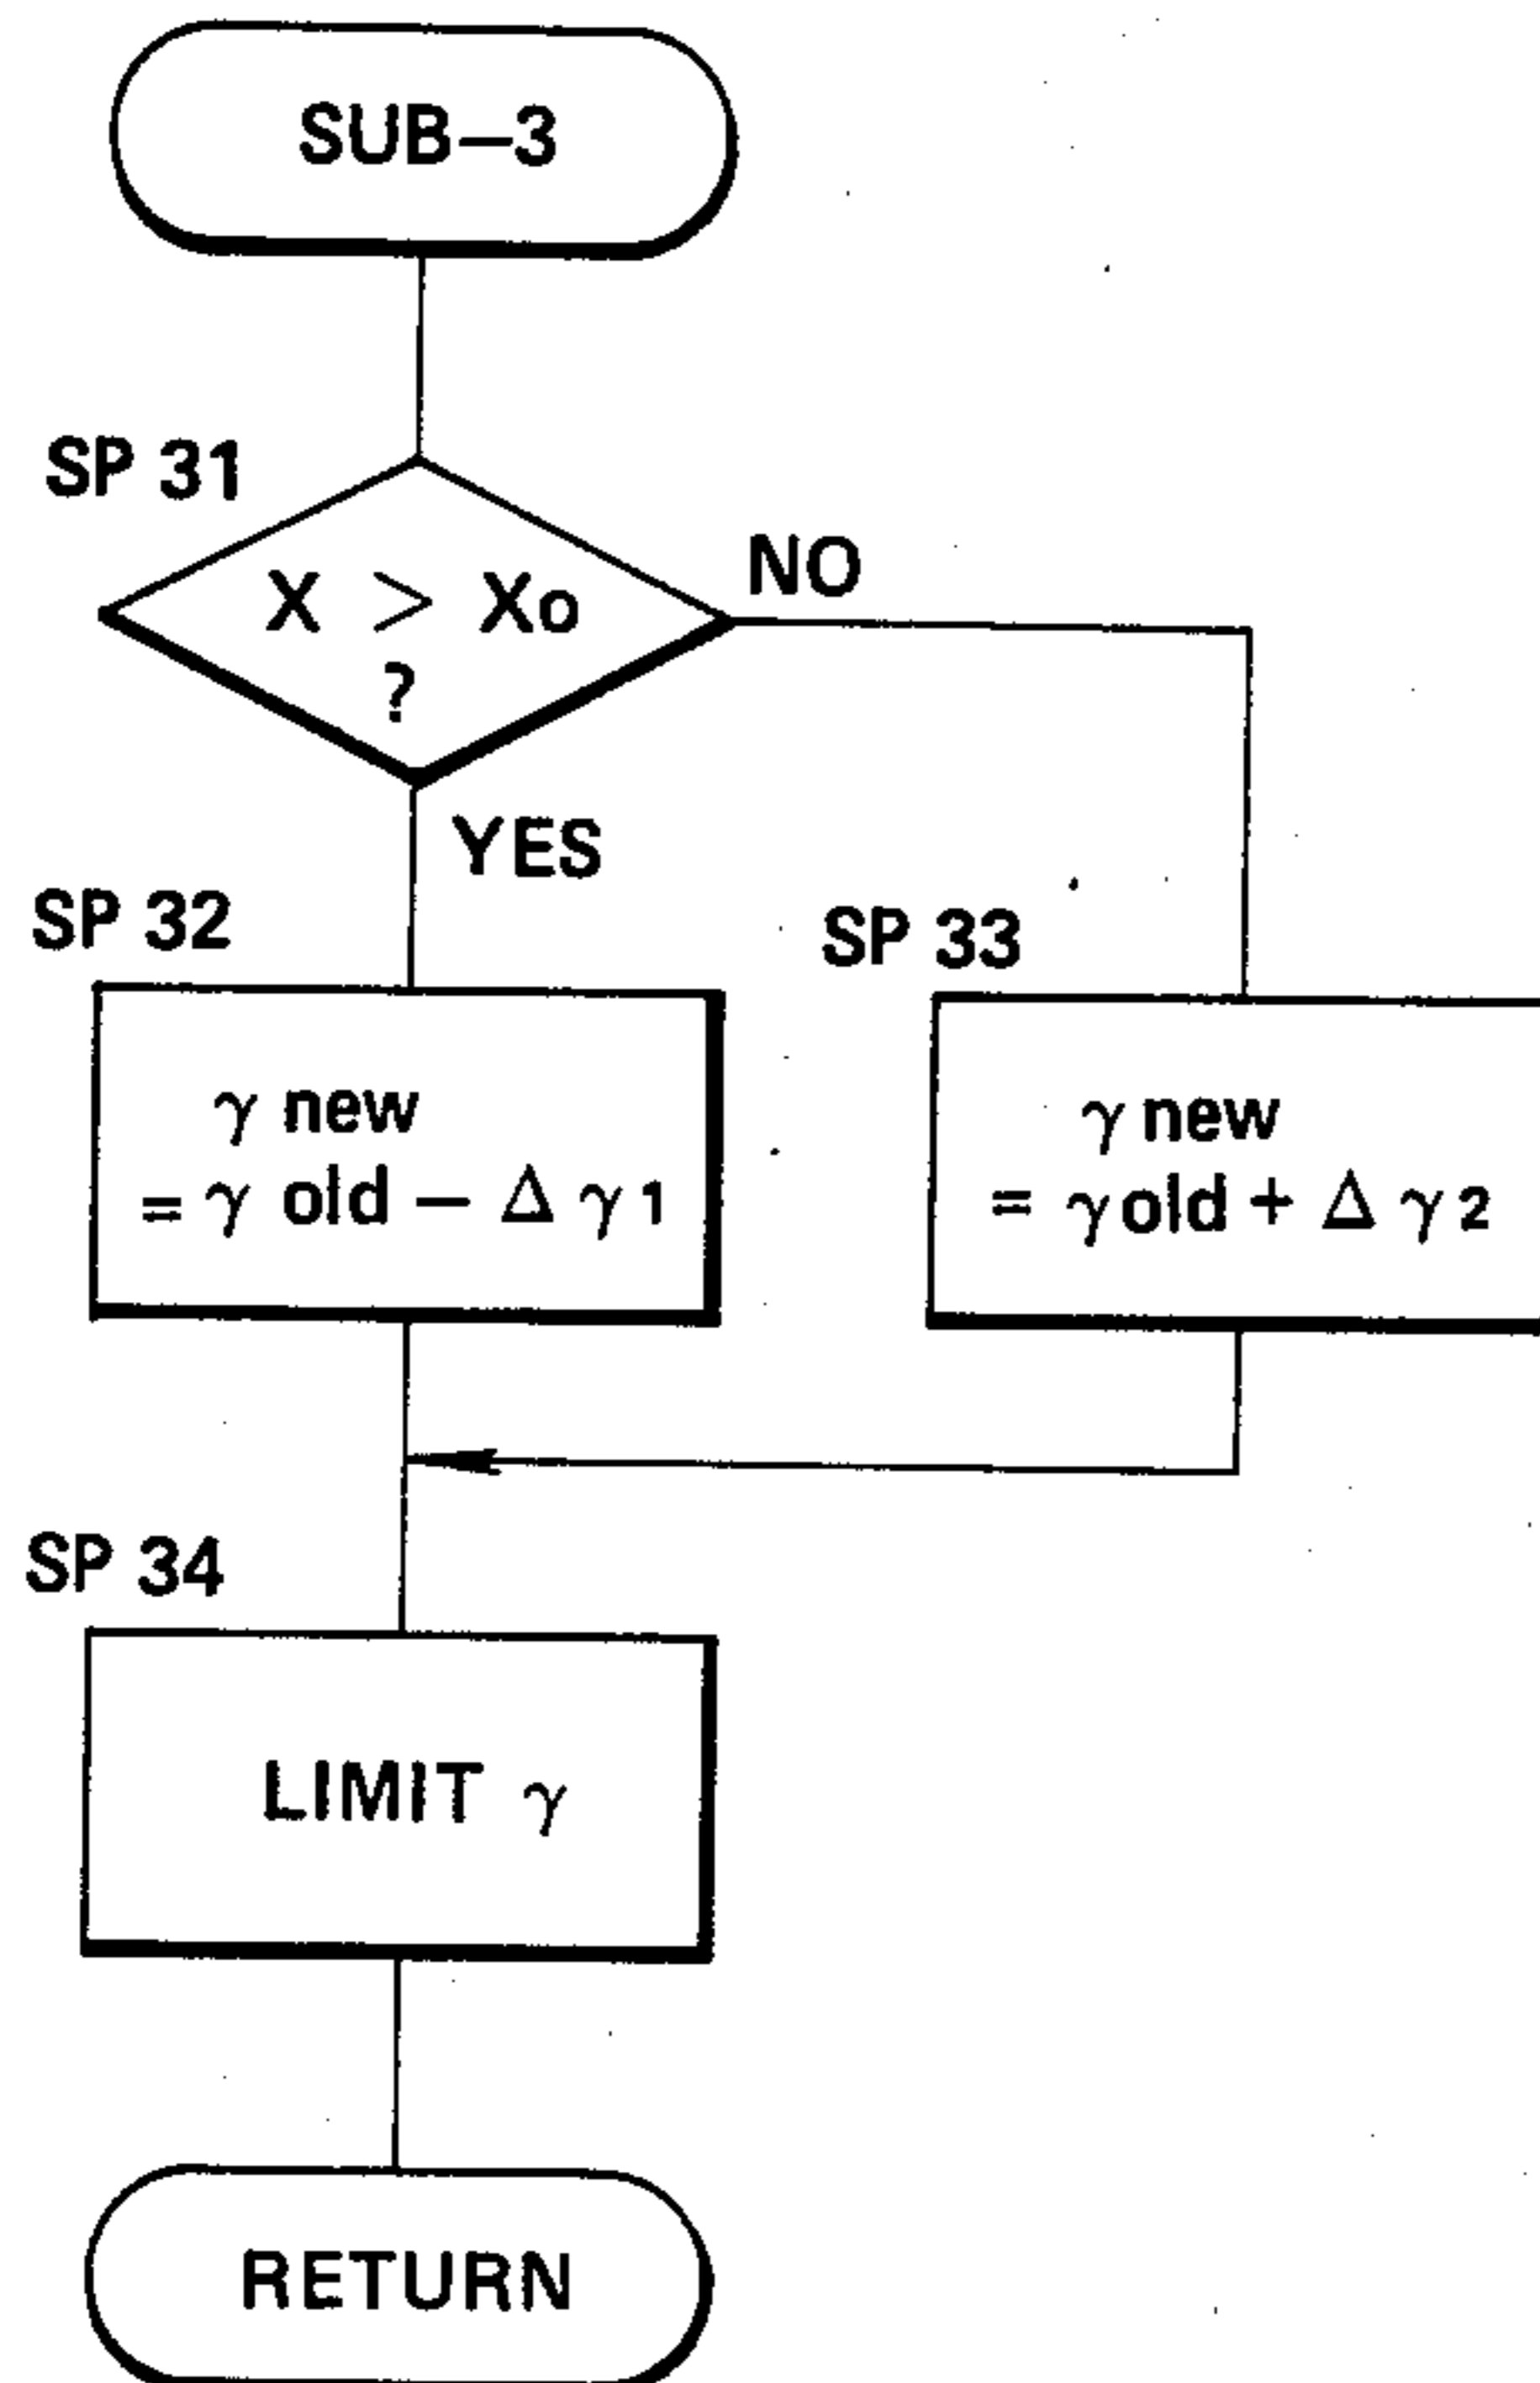 SUB-3
SP 31
X > Xo
?
NO
YES
SP 32
γ new
= γ old - Δ γ 1
SP 33
γ new
= γ old + Δ γ 2
SP 34
LIMIT γ
RETURN